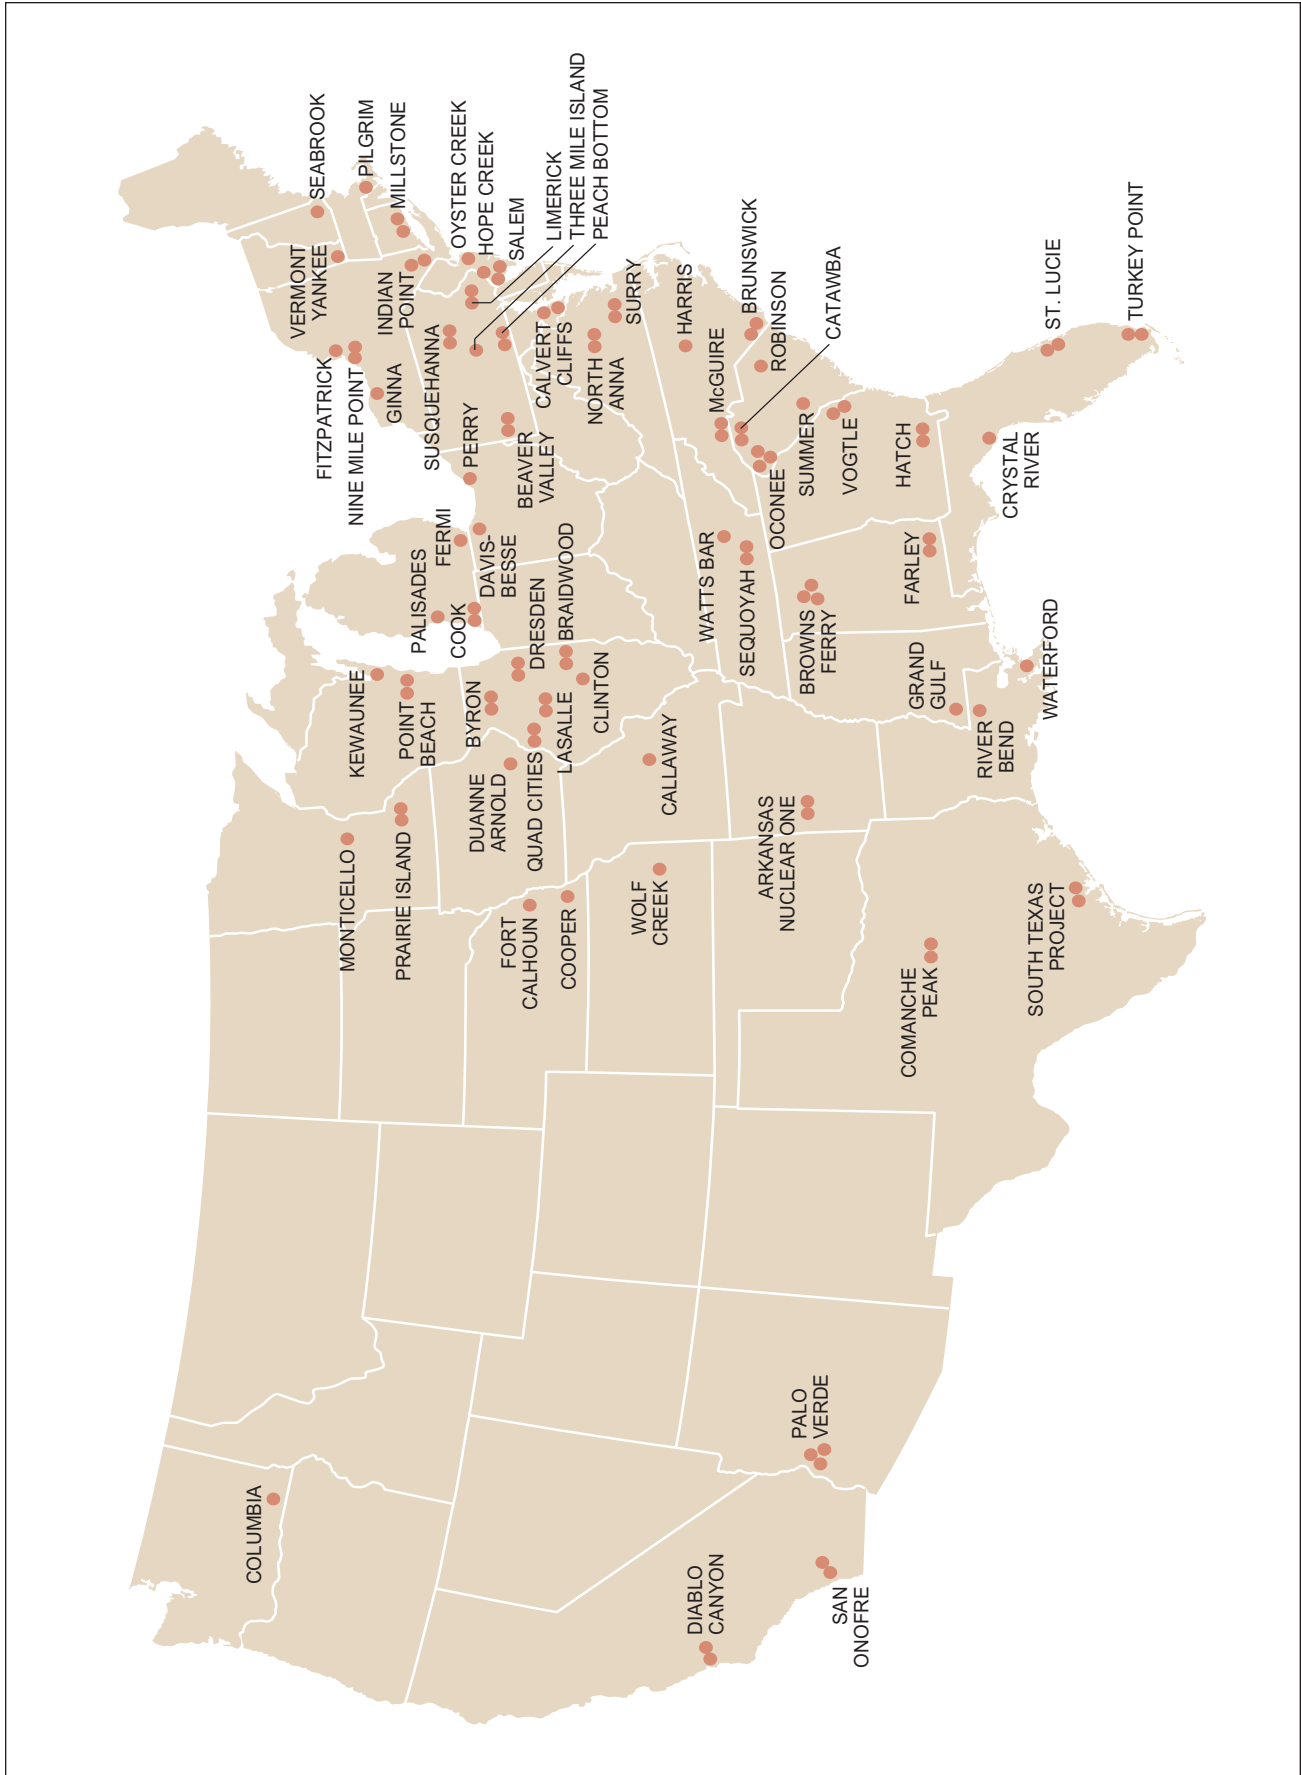 COLUMBIA
DIABLO
CANYON
SAN
ONOFRE
PALO
VERDE
MONTICELLO
PRAIRIE ISLAND
FORT
CALHOUN
COOPER
WOLF
CREEK
COMANCHE
PEAK
SOUTH TEXAS
PROJECT
ARKANSAS
NUCLEAR ONE
CALLAWAY
DUANNE
ARNOLD
QUAD CITIES
KEWAUNEE
POINT
BEACH
BYRON
LASALLE
CLINTON
DRESDEN
BRAIDWOOD
PALISADES
COOK
FERMI
DAVIS-
BESSE
PERRY
BEAVER
VALLEY
GRAND
GULF
RIVER
BEND
WATERFORD
WATTS BAR
SEQUOYAH
BROWNS
FERRY
FARLEY
OCONEE
SUMMER
VOGTLE
HATCH
CRYSTAL
RIVER
ST. LUCIE
TURKEY POINT
McGUIRE
HARRIS
BRUNSWICK
ROBINSON
CATAWBA
FITZPATRICK
NINE MILE POINT
GINNA
SUSQUEHANNA
CALVERT
CLIFFS
NORTH
ANNA
SURRY
VERMONT
YANKEE
INDIAN
POINT
SEABROOK
PILGRIM
MILLSTONE
OYSTER CREEK
HOPE CREEK
SALEM
LIMERICK
THREE MILE ISLAND
PEACH BOTTOM